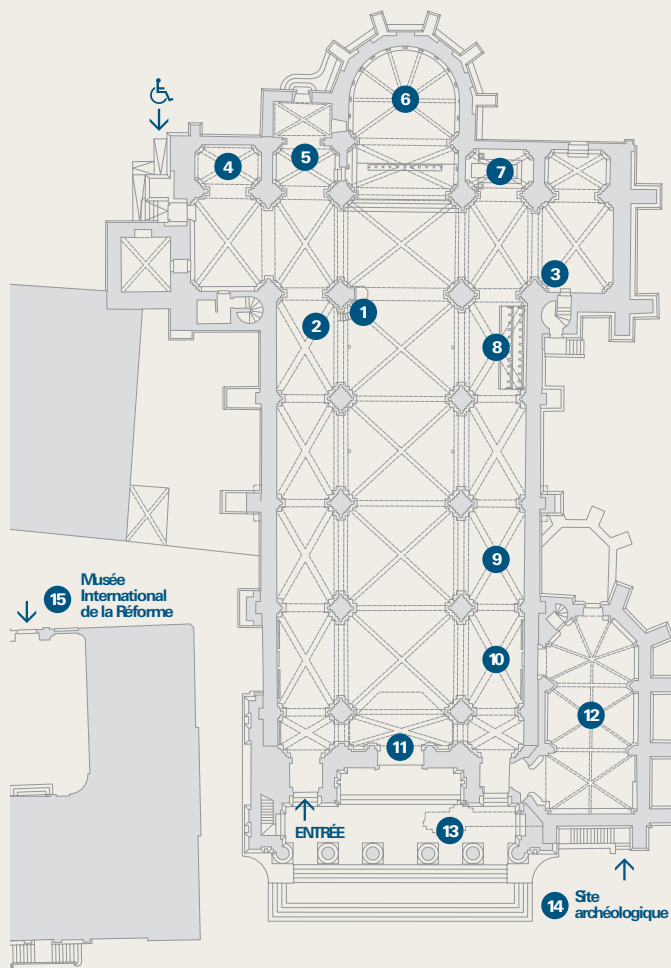 6
4
5
7
3
1
2
8
9
15
Musée
International
de la Réforme
10
12
11
ENTRÉE
13
14
Site
archéologique